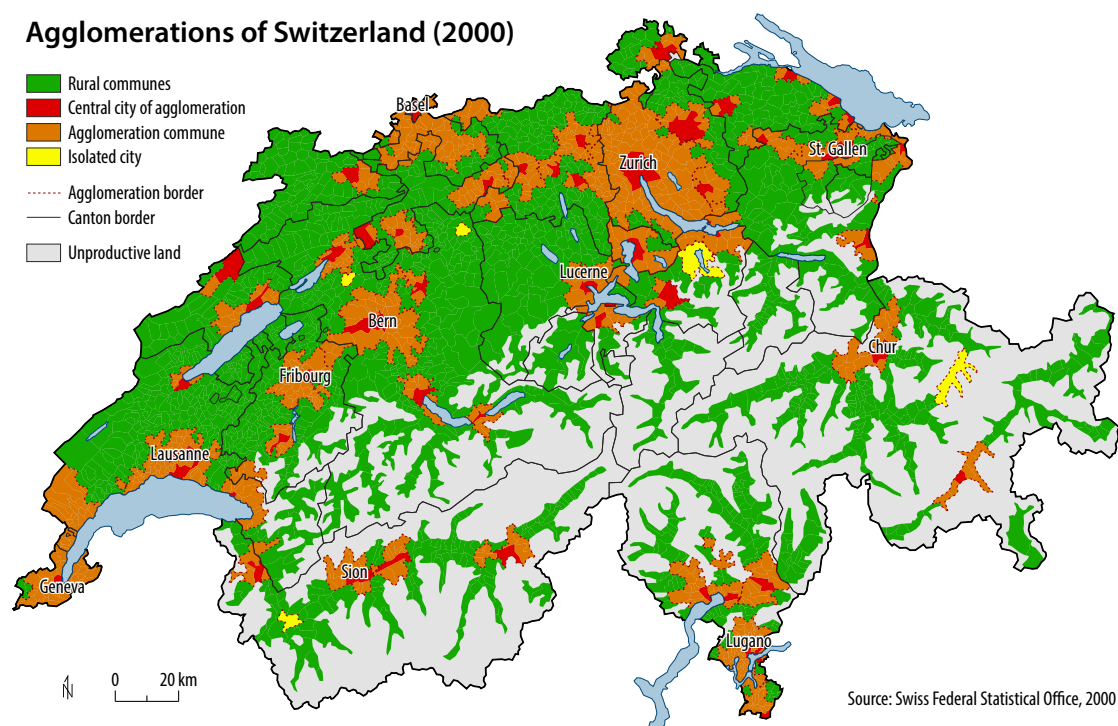 Agglomerations of Switzerland (2000)
Rural communes
Central city of agglomeration
Agglomeration commune
Isolated city
Agglomeration border
Canton border
Unproductive land
Basel
Zurich
St. Gallen
Lucerne
Bern
Chur
Fribourg
Lausanne
Sion
Geneva
Lugano
N
0 20 km
Source: Swiss Federal Statistical Office, 2000